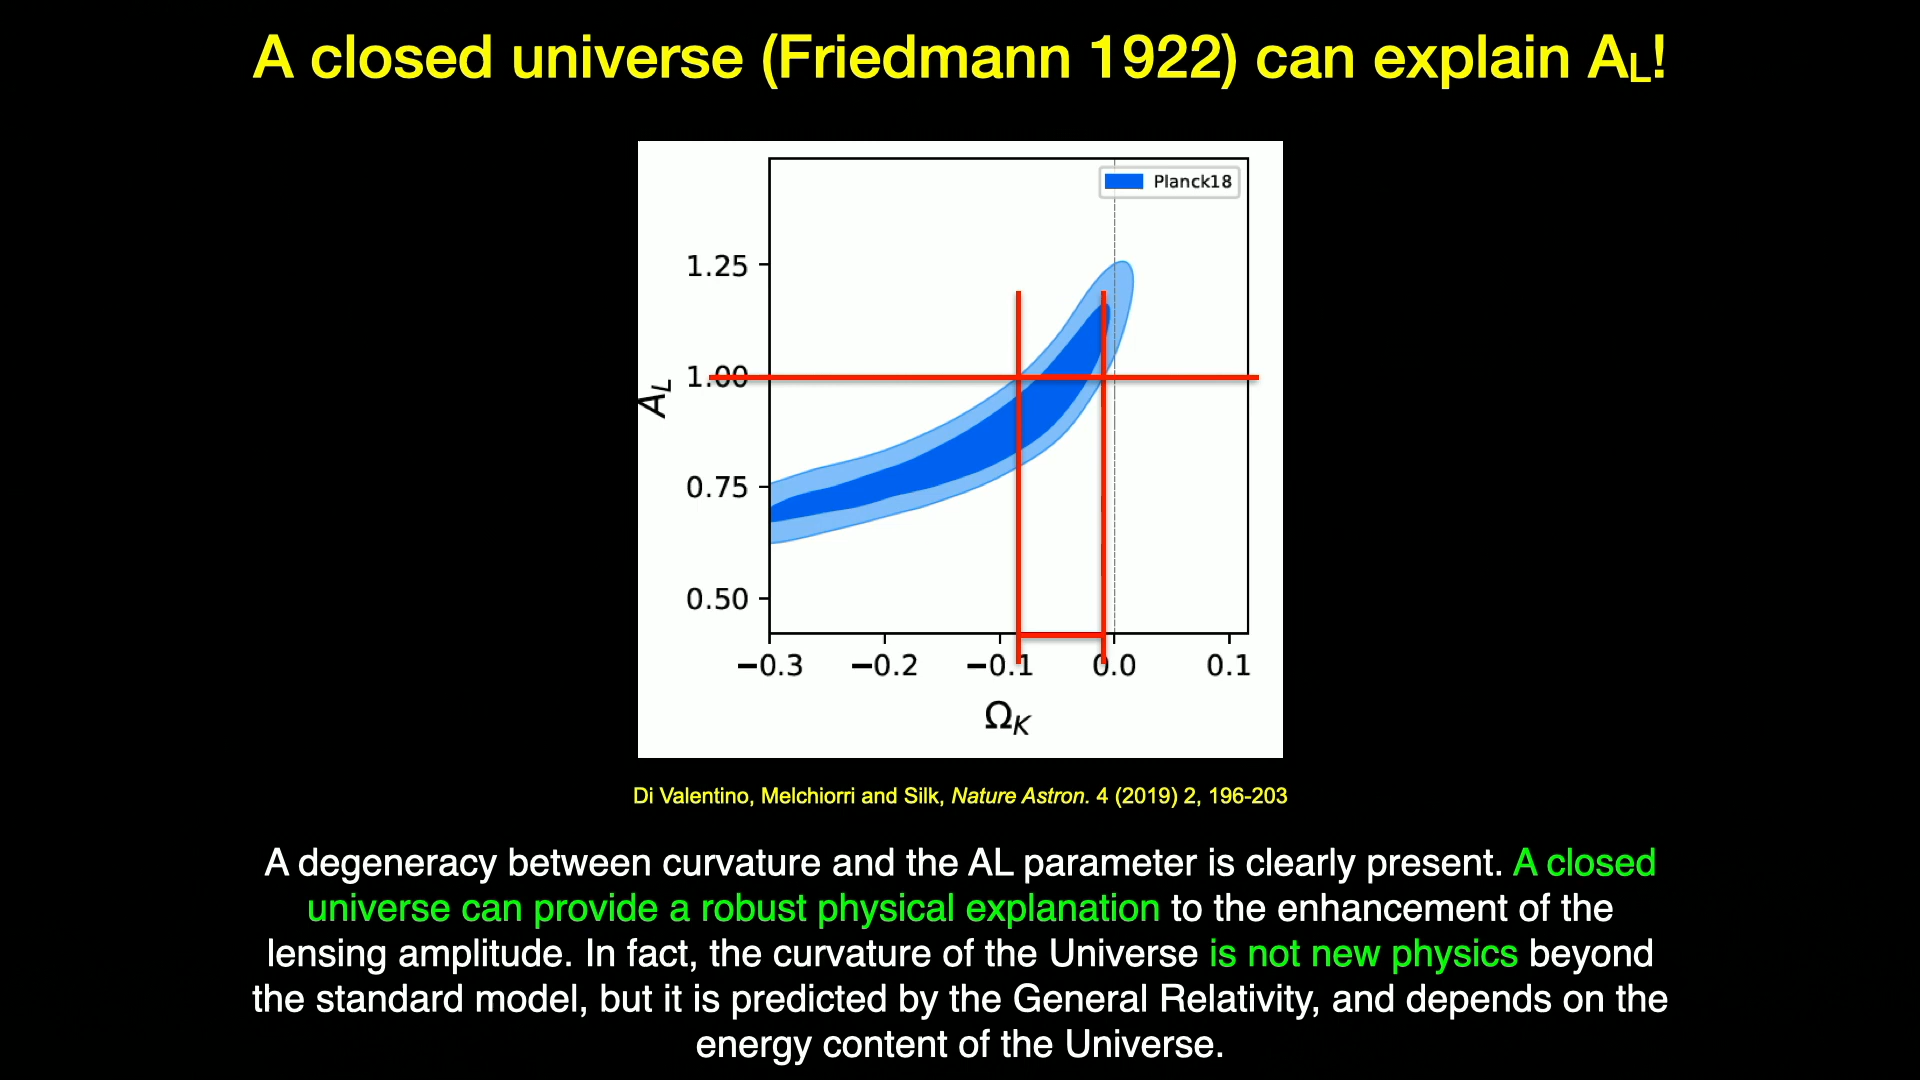 A closed universe (Friedmann 1922) can explain AL!
Planck18
1.25
1.00
0.75
0.50
AL
−0.3 −0.2 −0.1 0.0 0.1
ΩK
Di Valentino, Melchiorri and Silk, Nature Astron. 4 (2019) 2, 196-203
A degeneracy between curvature and the AL parameter is clearly present. A closed
universe can provide a robust physical explanation to the enhancement of the
lensing amplitude. In fact, the curvature of the Universe is not new physics beyond
the standard model, but it is predicted by the General Relativity, and depends on the
energy content of the Universe.